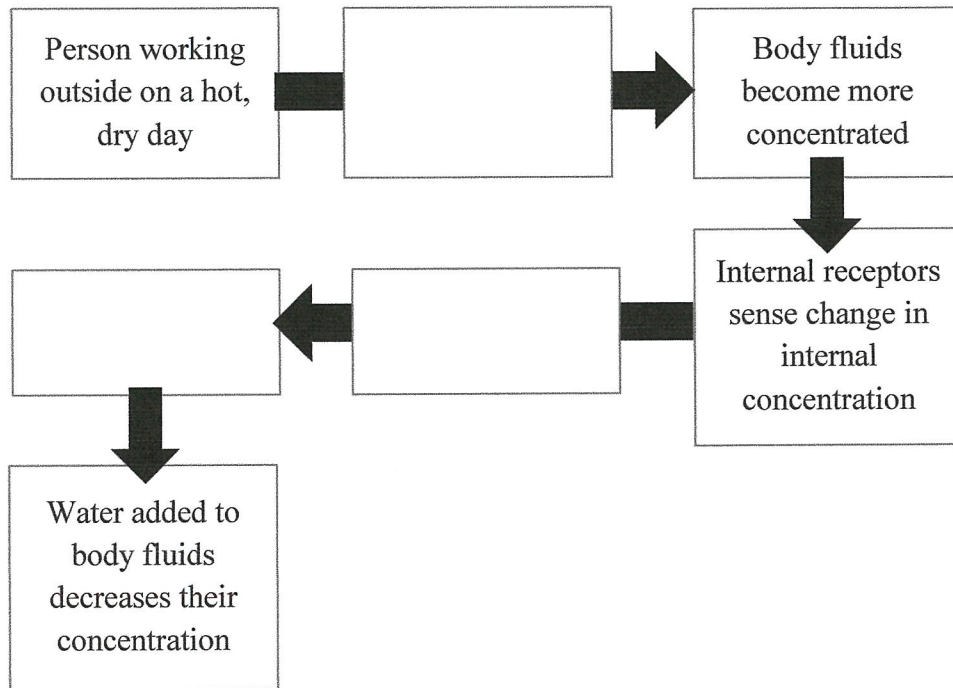 Person working
outside on a hot,
dry day
Body fluids
become more
concentrated
Internal receptors
sense change in
internal
concentration
Water added to
body fluids
decreases their
concentration